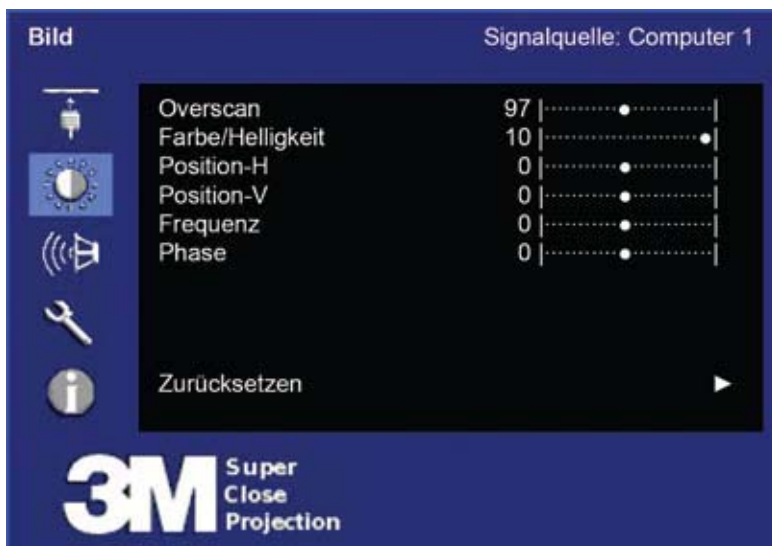 Bild Signalquelle: Computer 1
Overscan 97
Farbe/Helligkeit 10
Position-H 0
Position-V 0
Frequenz 0
Phase 0
Zurücksetzen
i
3M Super
Close
Projection